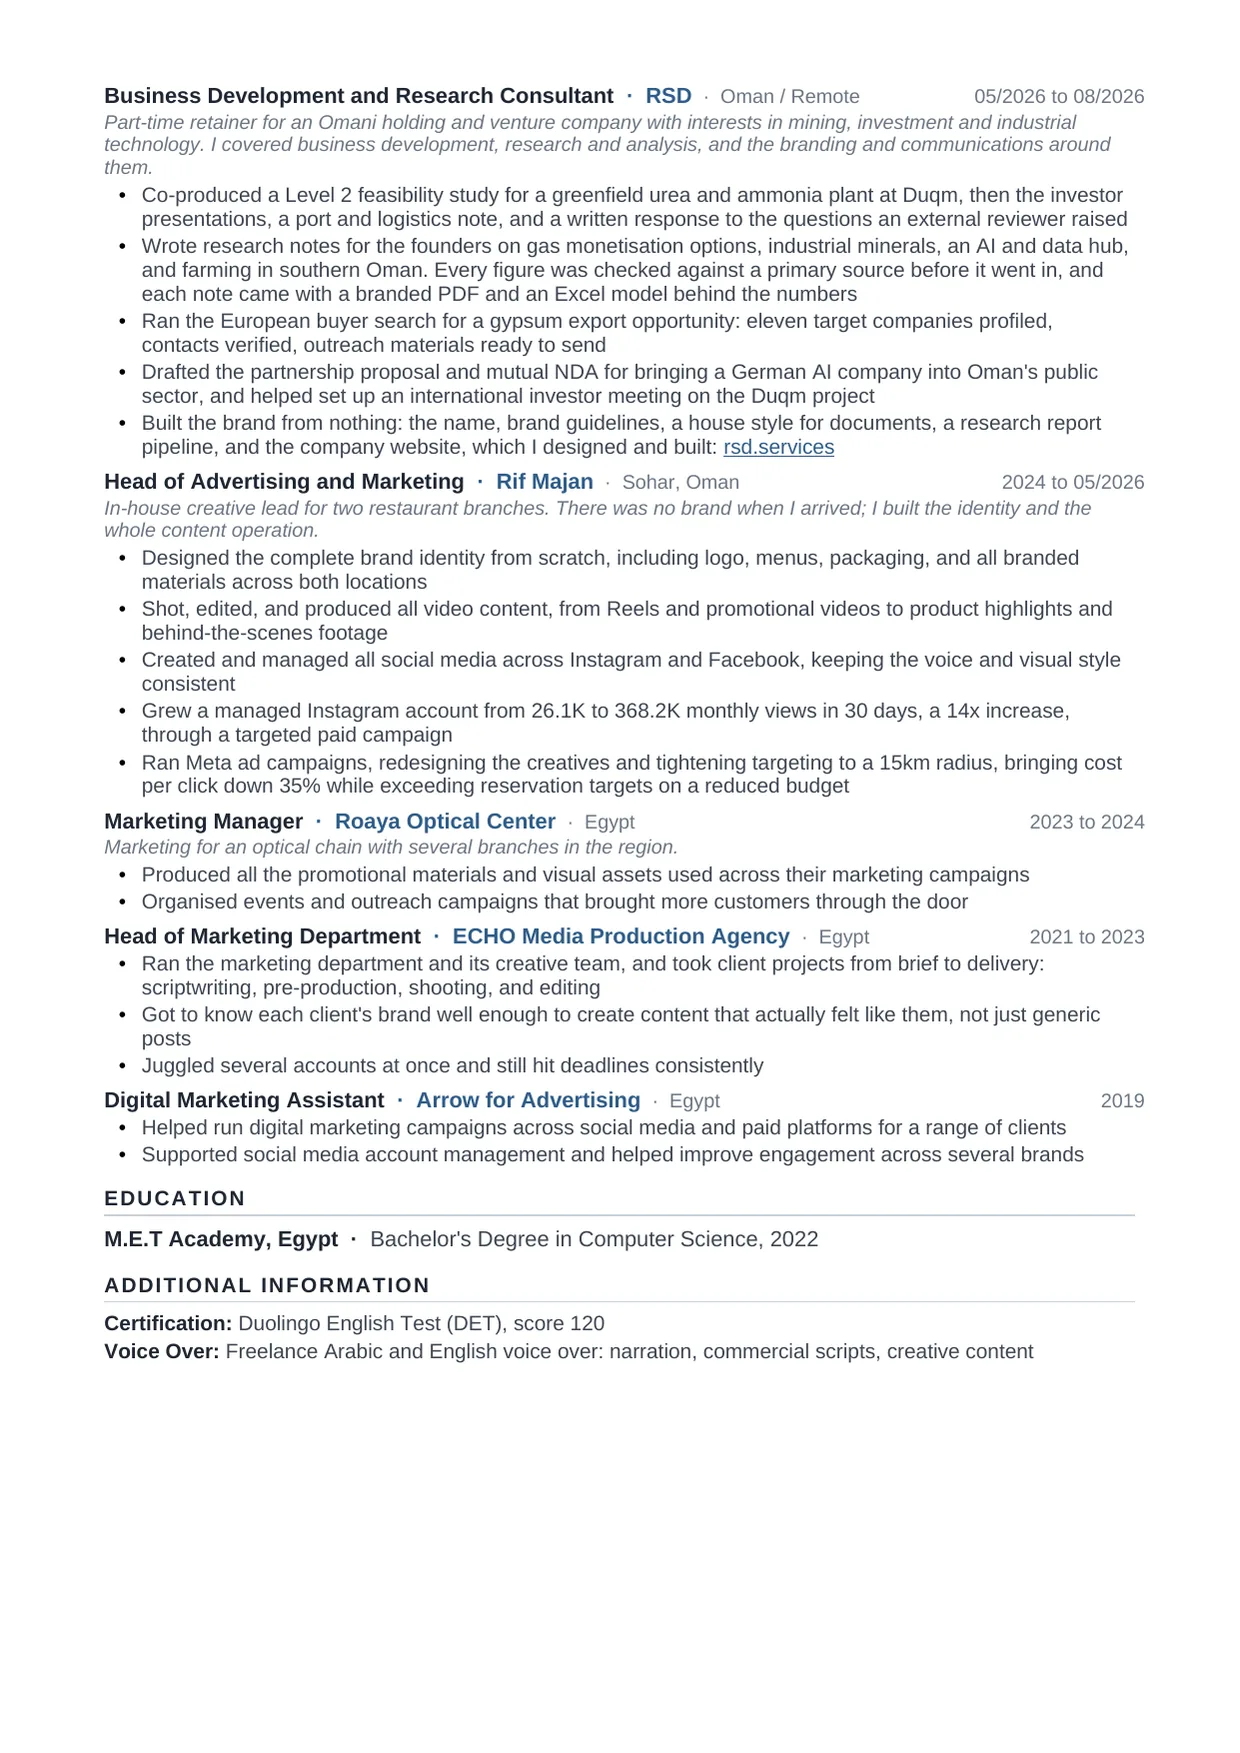 Business Development and Research Consultant · RSD · Oman / Remote 05/2026 to 08/2026
Part-time retainer for an Omani holding and venture company with interests in mining, investment and industrial
technology. I covered business development, research and analysis, and the branding and communications around
them.
• Co-produced a Level 2 feasibility study for a greenfield urea and ammonia plant at Duqm, then the investor
presentations, a port and logistics note, and a written response to the questions an external reviewer raised
• Wrote research notes for the founders on gas monetisation options, industrial minerals, an AI and data hub,
and farming in southern Oman. Every figure was checked against a primary source before it went in, and
each note came with a branded PDF and an Excel model behind the numbers
• Ran the European buyer search for a gypsum export opportunity: eleven target companies profiled,
contacts verified, outreach materials ready to send
• Drafted the partnership proposal and mutual NDA for bringing a German AI company into Oman's public
sector, and helped set up an international investor meeting on the Duqm project
• Built the brand from nothing: the name, brand guidelines, a house style for documents, a research report
pipeline, and the company website, which I designed and built: rsd.services
Head of Advertising and Marketing · Rif Majan · Sohar, Oman 2024 to 05/2026
In-house creative lead for two restaurant branches. There was no brand when I arrived; I built the identity and the
whole content operation.
• Designed the complete brand identity from scratch, including logo, menus, packaging, and all branded
materials across both locations
• Shot, edited, and produced all video content, from Reels and promotional videos to product highlights and
behind-the-scenes footage
• Created and managed all social media across Instagram and Facebook, keeping the voice and visual style
consistent
• Grew a managed Instagram account from 26.1K to 368.2K monthly views in 30 days, a 14x increase,
through a targeted paid campaign
• Ran Meta ad campaigns, redesigning the creatives and tightening targeting to a 15km radius, bringing cost
per click down 35% while exceeding reservation targets on a reduced budget
Marketing Manager · Roaya Optical Center · Egypt 2023 to 2024
Marketing for an optical chain with several branches in the region.
• Produced all the promotional materials and visual assets used across their marketing campaigns
• Organised events and outreach campaigns that brought more customers through the door
Head of Marketing Department · ECHO Media Production Agency · Egypt 2021 to 2023
• Ran the marketing department and its creative team, and took client projects from brief to delivery:
scriptwriting, pre-production, shooting, and editing
• Got to know each client's brand well enough to create content that actually felt like them, not just generic
posts
• Juggled several accounts at once and still hit deadlines consistently
Digital Marketing Assistant · Arrow for Advertising · Egypt 2019
• Helped run digital marketing campaigns across social media and paid platforms for a range of clients
• Supported social media account management and helped improve engagement across several brands
EDUCATION
M.E.T Academy, Egypt · Bachelor's Degree in Computer Science, 2022
ADDITIONAL INFORMATION
Certification: Duolingo English Test (DET), score 120
Voice Over: Freelance Arabic and English voice over: narration, commercial scripts, creative content